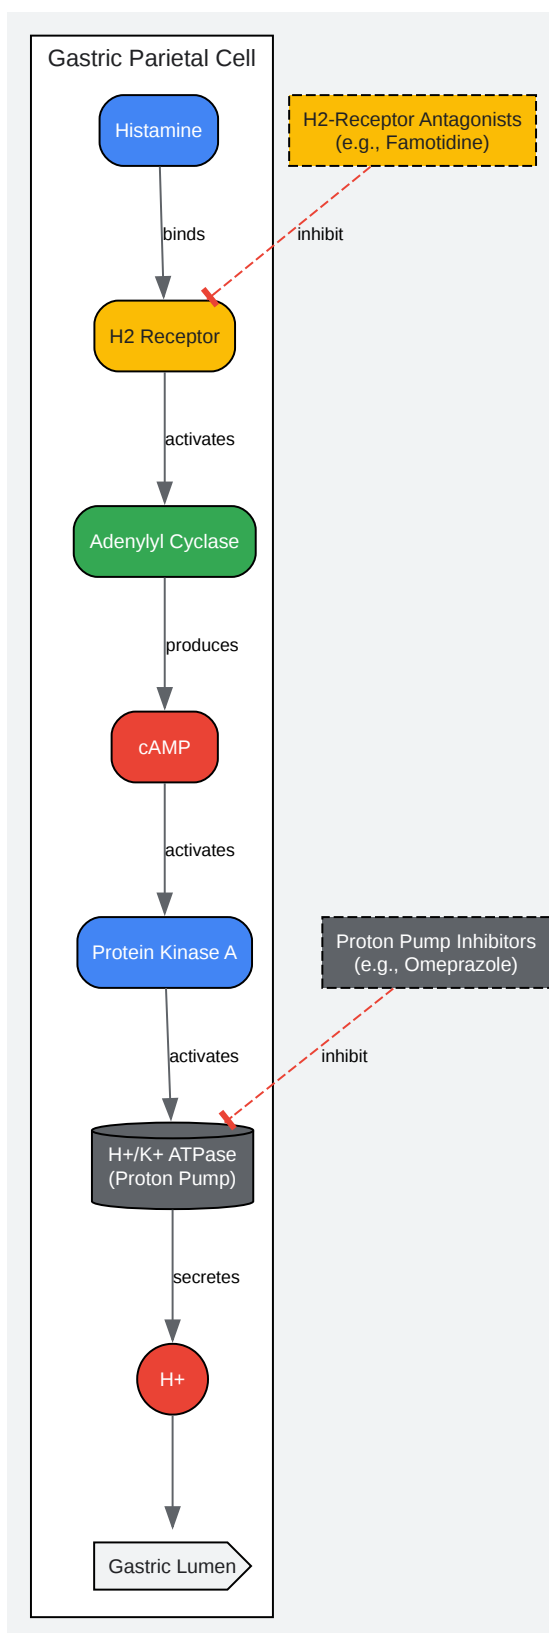 Gastric Parietal Cell
Histamine
H2-Receptor Antagonists
(e.g., Famotidine)
binds
inhibit
H2 Receptor
activates
Adenylyl Cyclase
produces
cAMP
activates
Protein Kinase A
Proton Pump Inhibitors
(e.g., Omeprazole)
activates
inhibit
H+/K+ ATPase
(Proton Pump)
secretes
H+
Gastric Lumen